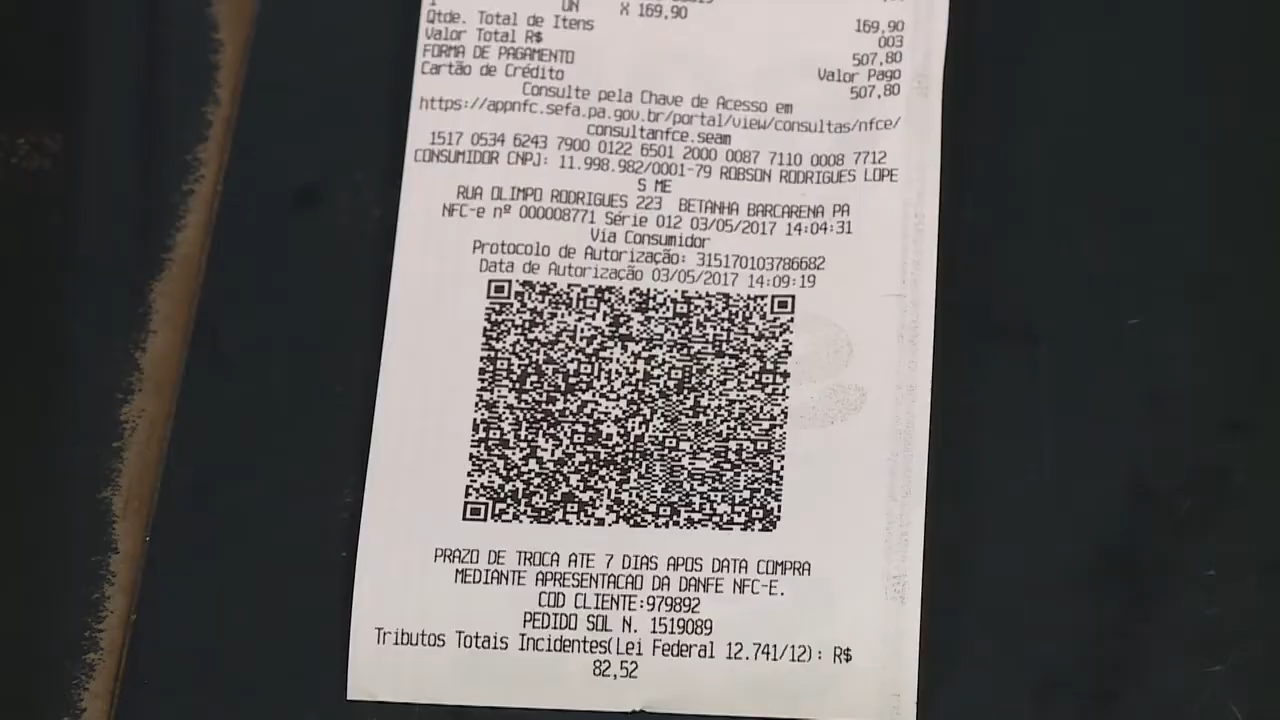 1 UN X 169,90
169,90
Qtde. Total de Itens 003
Valor Total R$ 507,80
FORMA DE PAGAMENTO Valor Pago
Cartão de Crédito 507,80
Consulte pela Chave de Acesso em
https://appnfc.sefa.pa.gov.br/portal/view/consultas/nfce/
consultanfce.seam
1517 0534 6243 7900 0122 6501 2000 0087 7110 0008 7712
CONSUMIDOR CNPJ: 11.998.982/0001-79 ROBSON RODRIGUES LOPE
S ME
RUA OLIMPO RODRIGUES 223 BETANHA BARCARENA PA
NFC-e nº 000008771 Série 012 03/05/2017 14:04:31
Via Consumidor
Protocolo de Autorização: 315170103786682
Data de Autorização 03/05/2017 14:09:19
PRAZO DE TROCA ATE 7 DIAS APOS DATA COMPRA
MEDIANTE APRESENTACAO DA DANFE NFC-E.
COD CLIENTE:979892
PEDIDO SOL N. 1519089
Tributos Totais Incidentes(Lei Federal 12.741/12): R$
82,52